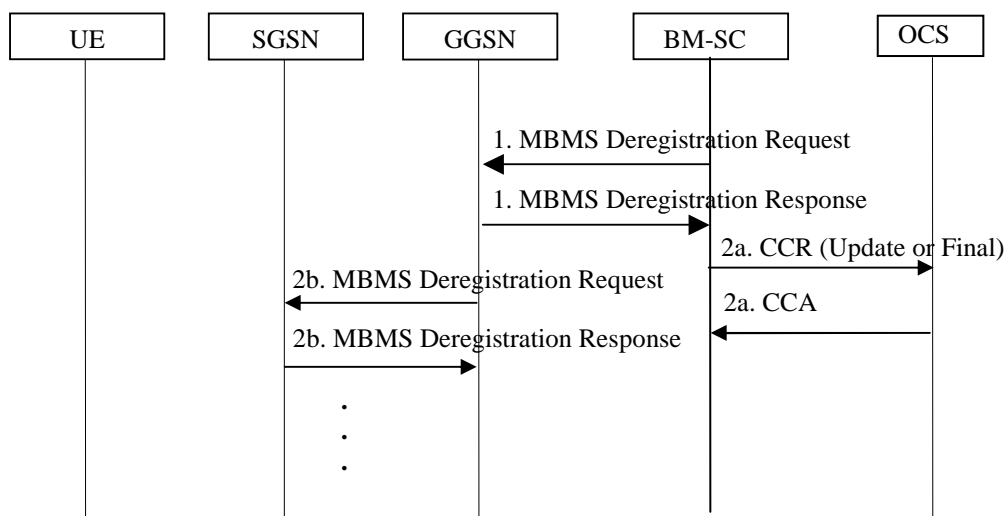 UE
SGSN
GGSN
BM-SC
OCS
1. MBMS Deregistration Request
1. MBMS Deregistration Response
2a. CCR (Update or Final)
2b. MBMS Deregistration Request
2a. CCA
2b. MBMS Deregistration Response
.
.
.